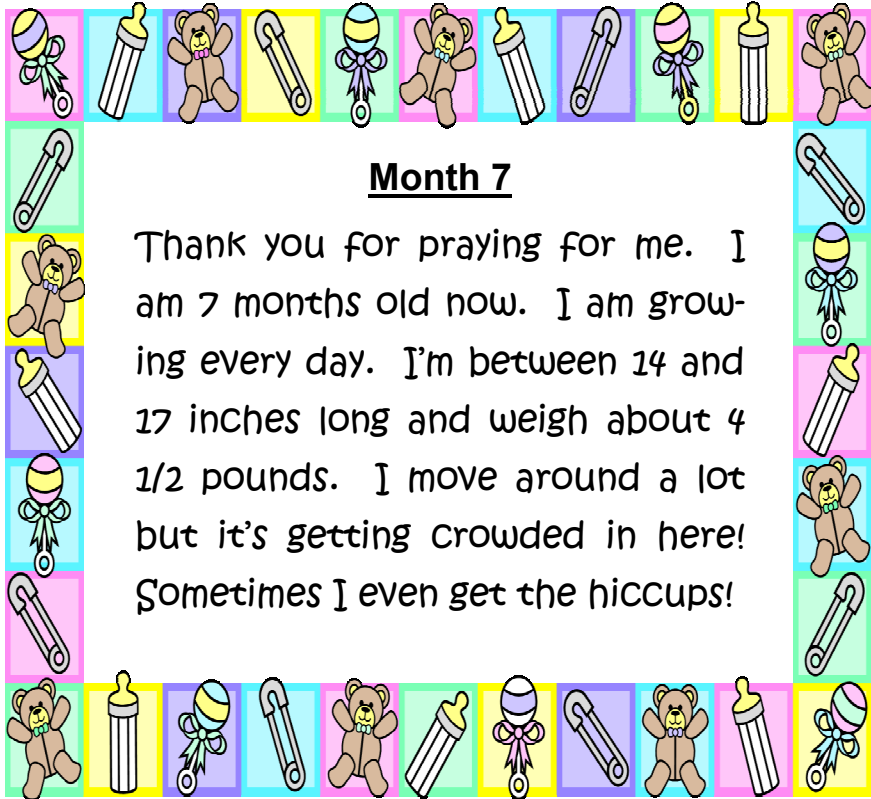 Month 7
Thank you for praying for me. I
am 7 months old now. I am grow-
ing every day. I'm between 14 and
17 inches long and weigh about 4
1/2 pounds. I move around a lot
but it's getting crowded in here!
Sometimes I even get the hiccups!